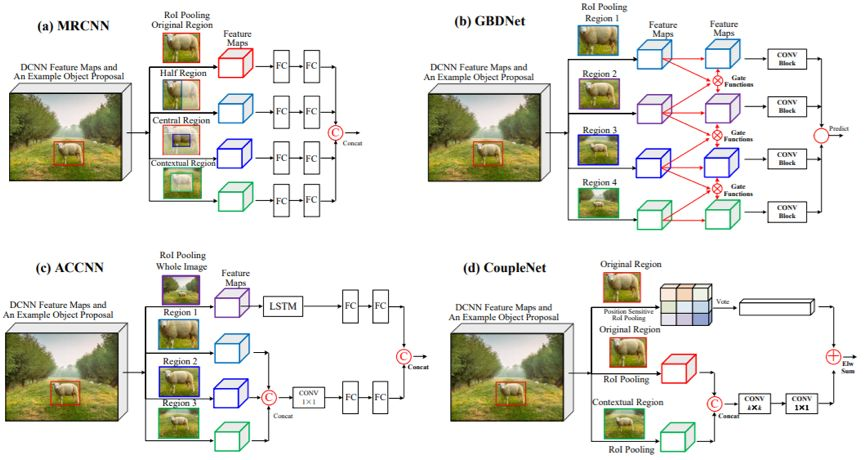 (a) MRCNN
DCNN Feature Maps and
An Example Object Proposal
RoI Pooling
Original Region
Feature
Maps
FC
FC
Half Region
FC
FC
Central Region
FC
FC
Contextual Region
FC
FC
C
Concat
(b) GBDNet
DCNN Feature Maps and
An Example Object Proposal
RoI Pooling
Region 1
Feature
Maps
Feature
Maps
CONV
Block
Gate
Functions
Region 2
CONV
Block
Gate
Functions
Region 3
CONV
Block
Gate
Functions
Region 4
CONV
Block
Predict
(c) ACCNN
DCNN Feature Maps and
An Example Object Proposal
RoI Pooling
Whole Image
Feature
Maps
LSTM
FC
FC
Region 1
Region 2
Region 3
C
Concat
CONV
1×1
FC
FC
C
Concat
(d) CoupleNet
DCNN Feature Maps and
An Example Object Proposal
Original Region
Position Sensitive
RoI Pooling
Vote
Original Region
RoI Pooling
Contextual Region
RoI Pooling
C
Concat
CONV
k×k
CONV
1×1
Elw
Sum